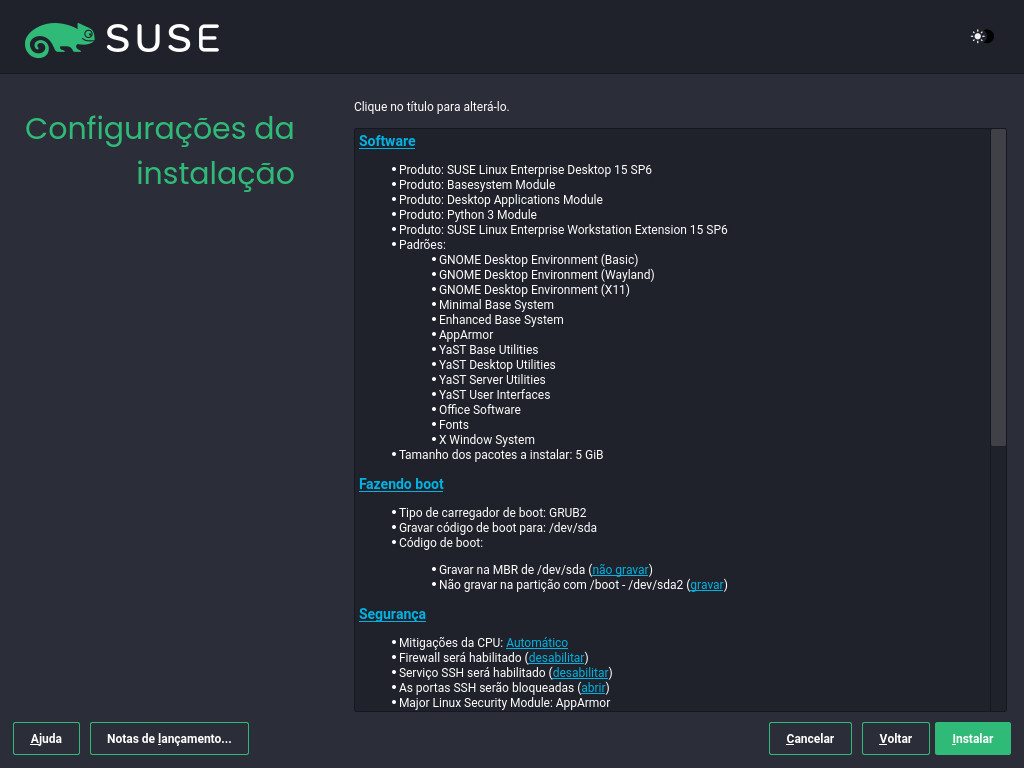 SUSE
Configurações da
instalação
Clique no título para alterá-lo.
Software
• Produto: SUSE Linux Enterprise Desktop 15 SP6
• Produto: Basesystem Module
• Produto: Desktop Applications Module
• Produto: Python 3 Module
• Produto: SUSE Linux Enterprise Workstation Extension 15 SP6
• Padrões:
• GNOME Desktop Environment (Basic)
• GNOME Desktop Environment (Wayland)
• GNOME Desktop Environment (X11)
• Minimal Base System
• Enhanced Base System
• AppArmor
• YaST Base Utilities
• YaST Desktop Utilities
• YaST Server Utilities
• YaST User Interfaces
• Office Software
• Fonts
• X Window System
• Tamanho dos pacotes a instalar: 5 GiB
Fazendo boot
• Tipo de carregador de boot: GRUB2
• Gravar código de boot para: /dev/sda
• Código de boot:
• Gravar na MBR de /dev/sda (não gravar)
• Não gravar na partição com /boot - /dev/sda2 (gravar)
Segurança
• Mitigações da CPU: Automático
• Firewall será habilitado (desabilitar)
• Serviço SSH será habilitado (desabilitar)
• As portas SSH serão bloqueadas (abrir)
• Major Linux Security Module: AppArmor
Ajuda
Notas de lançamento...
Cancelar
Voltar
Instalar